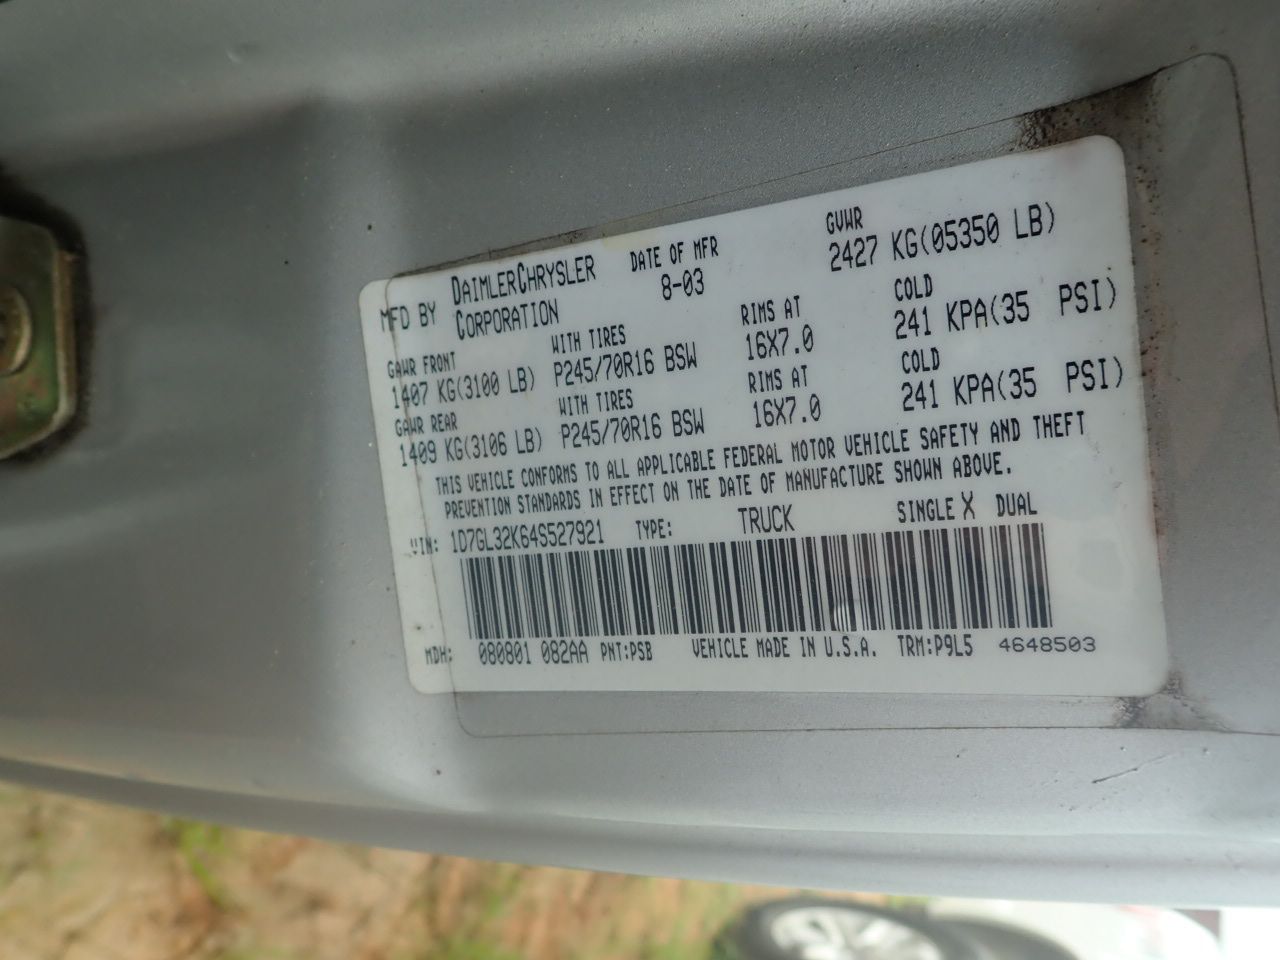 MFD BY DAIMLERCHRYSLER CORPORATION DATE OF MFR 8-03 GVWR 2427 KG(05350 LB)
GAWR FRONT WITH TIRES RIMS AT COLD
1407 KG(3100 LB) P245/70R16 BSW 16X7.0 241 KPA(35 PSI)
GAWR REAR WITH TIRES RIMS AT COLD
1409 KG(3106 LB) P245/70R16 BSW 16X7.0 241 KPA(35 PSI)
THIS VEHICLE CONFORMS TO ALL APPLICABLE FEDERAL MOTOR VEHICLE SAFETY AND THEFT
PREVENTION STANDARDS IN EFFECT ON THE DATE OF MANUFACTURE SHOWN ABOVE.
VIN: 1D7GL32K64S527921 TYPE: TRUCK SINGLE X DUAL
MDH: 080801 082AA PNT:PSB VEHICLE MADE IN U.S.A. TRM:P9L5 4648503